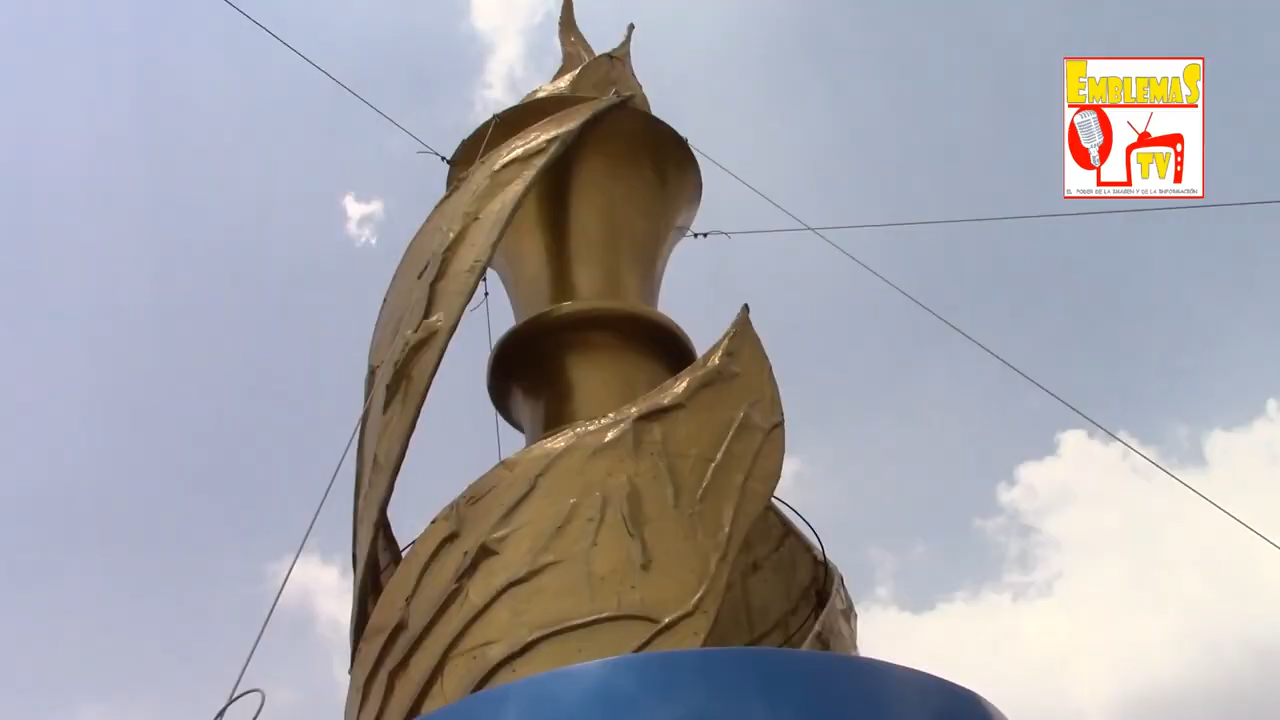 EMBLEMAS
TV
EL PODER DE LA IMAGEN Y DE LA INFORMACIÓN